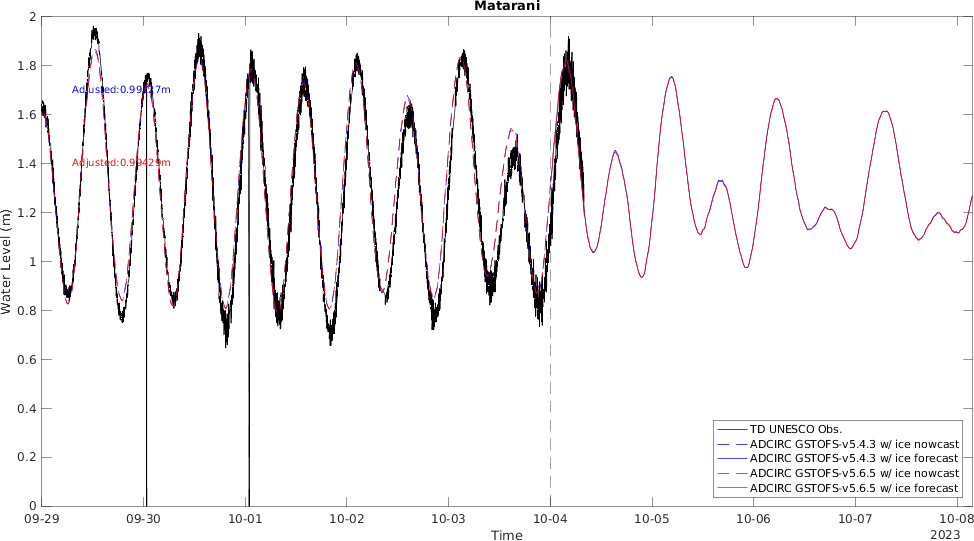 Matarani
2
1.8
1.6
1.4
1.2
1
0.8
0.6
0.4
0.2
0
Water Level (m)
Adjusted:0.99427m
Adjusted:0.99429m
TD UNESCO Obs.
ADCIRC GSTOFS-v5.4.3 w/ ice nowcast
ADCIRC GSTOFS-v5.4.3 w/ ice forecast
ADCIRC GSTOFS-v5.6.5 w/ ice nowcast
ADCIRC GSTOFS-v5.6.5 w/ ice forecast
09-29 09-30 10-01 10-02 10-03 10-04 10-05 10-06 10-07 10-08
2023
Time